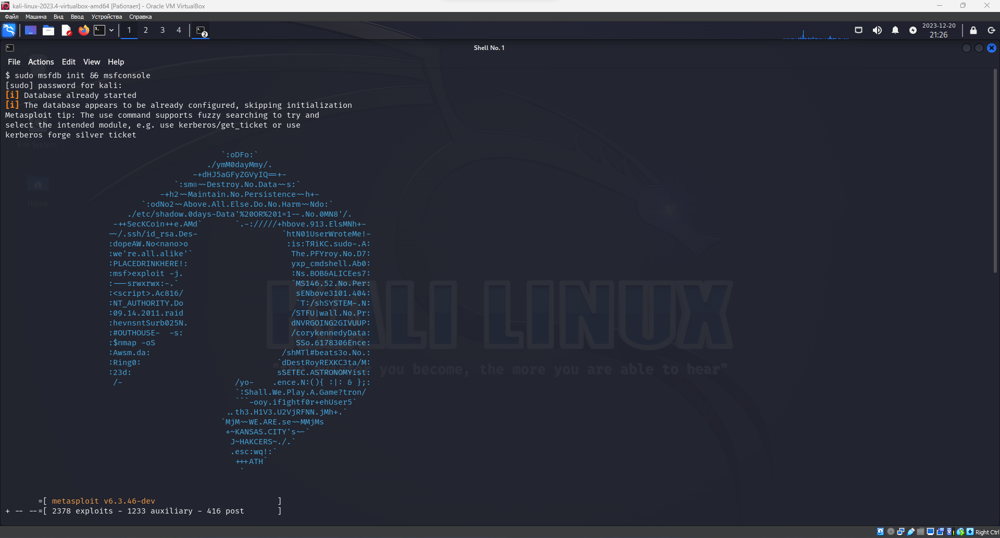 kali-linux-2023.4-virtualbox-amd64 [Работает] - Oracle VM VirtualBox
Файл Машина Вид Ввод Устройства Справка
1 2 3 4 2
2023-12-20
21:26
Shell No. 1
File Actions Edit View Help
$ sudo msfdb init && msfconsole
[sudo] password for kali:
[i] Database already started
[i] The database appears to be already configured, skipping initialization
Metasploit tip: The use command supports fuzzy searching to try and
select the intended module, e.g. use kerberos/get_ticket or use
kerberos forge silver ticket
File System
`:oDFo:`
./ymM0dayMmy/.
-+dHJ5aGFyZGVyIQ==+-
`:sm⊙~~Destroy.No.Data~~s:`
-+h2~~Maintain.No.Persistence~~h+-
`:odNo2~~Above.All.Else.Do.No.Harm~~Ndo:`
Home
./etc/shadow.0days-Data'%20OR%201=1--.No.0MN8'/.
-++SecKCoin++e.AMd` `.-://///+hbove.913.ElsMNh+-
-~/.ssh/id_rsa.Des- `htN01UserWroteMe!-
:dopeAW.No<nano>o :is:TЯiKC.sudo-.A:
:we're.all.alike'` The.PFYroy.No.D7:
:PLACEDRINKHERE!: yxp_cmdshell.Ab0:
:msf>exploit -j. :Ns.BOB&ALICEes7:
:---srwxrwx:-.` `MS146.52.No.Per:
:<script>.Ac816/ sENbove3101.404:
:NT_AUTHORITY.Do `T:/shSYSTEM-.N:
:09.14.2011.raid /STFU|wall.No.Pr:
:hevnsntSurb025N. dNVRGOING2GIVUUP:
:#OUTHOUSE- -s: /corykennedyData:
:$nmap -oS SSo.6178306Ence:
:Awsm.da: /shMTl#beats3o.No.:
:Ring0: `dDestRoyREXKC3ta/M:
:23d: sSETEC.ASTRONOMYist:
/- /yo- .ence.N:(){ :|: & };:
`:Shall.We.Play.A.Game?tron/
```-ooy.if1ghtf0r+ehUser5`
..th3.H1V3.U2VjRFNN.jMh+.`
`MjM~~WE.ARE.se~~MMjMs
+~KANSAS.CITY's~-`
J~HAKCERS~./.`
.esc:wq!:`
+++ATH`
`
KALI LINUX
you become, the more you are able to hear"
=[ metasploit v6.3.46-dev ]
+ -- --=[ 2378 exploits - 1233 auxiliary - 416 post ]
Right Ctrl